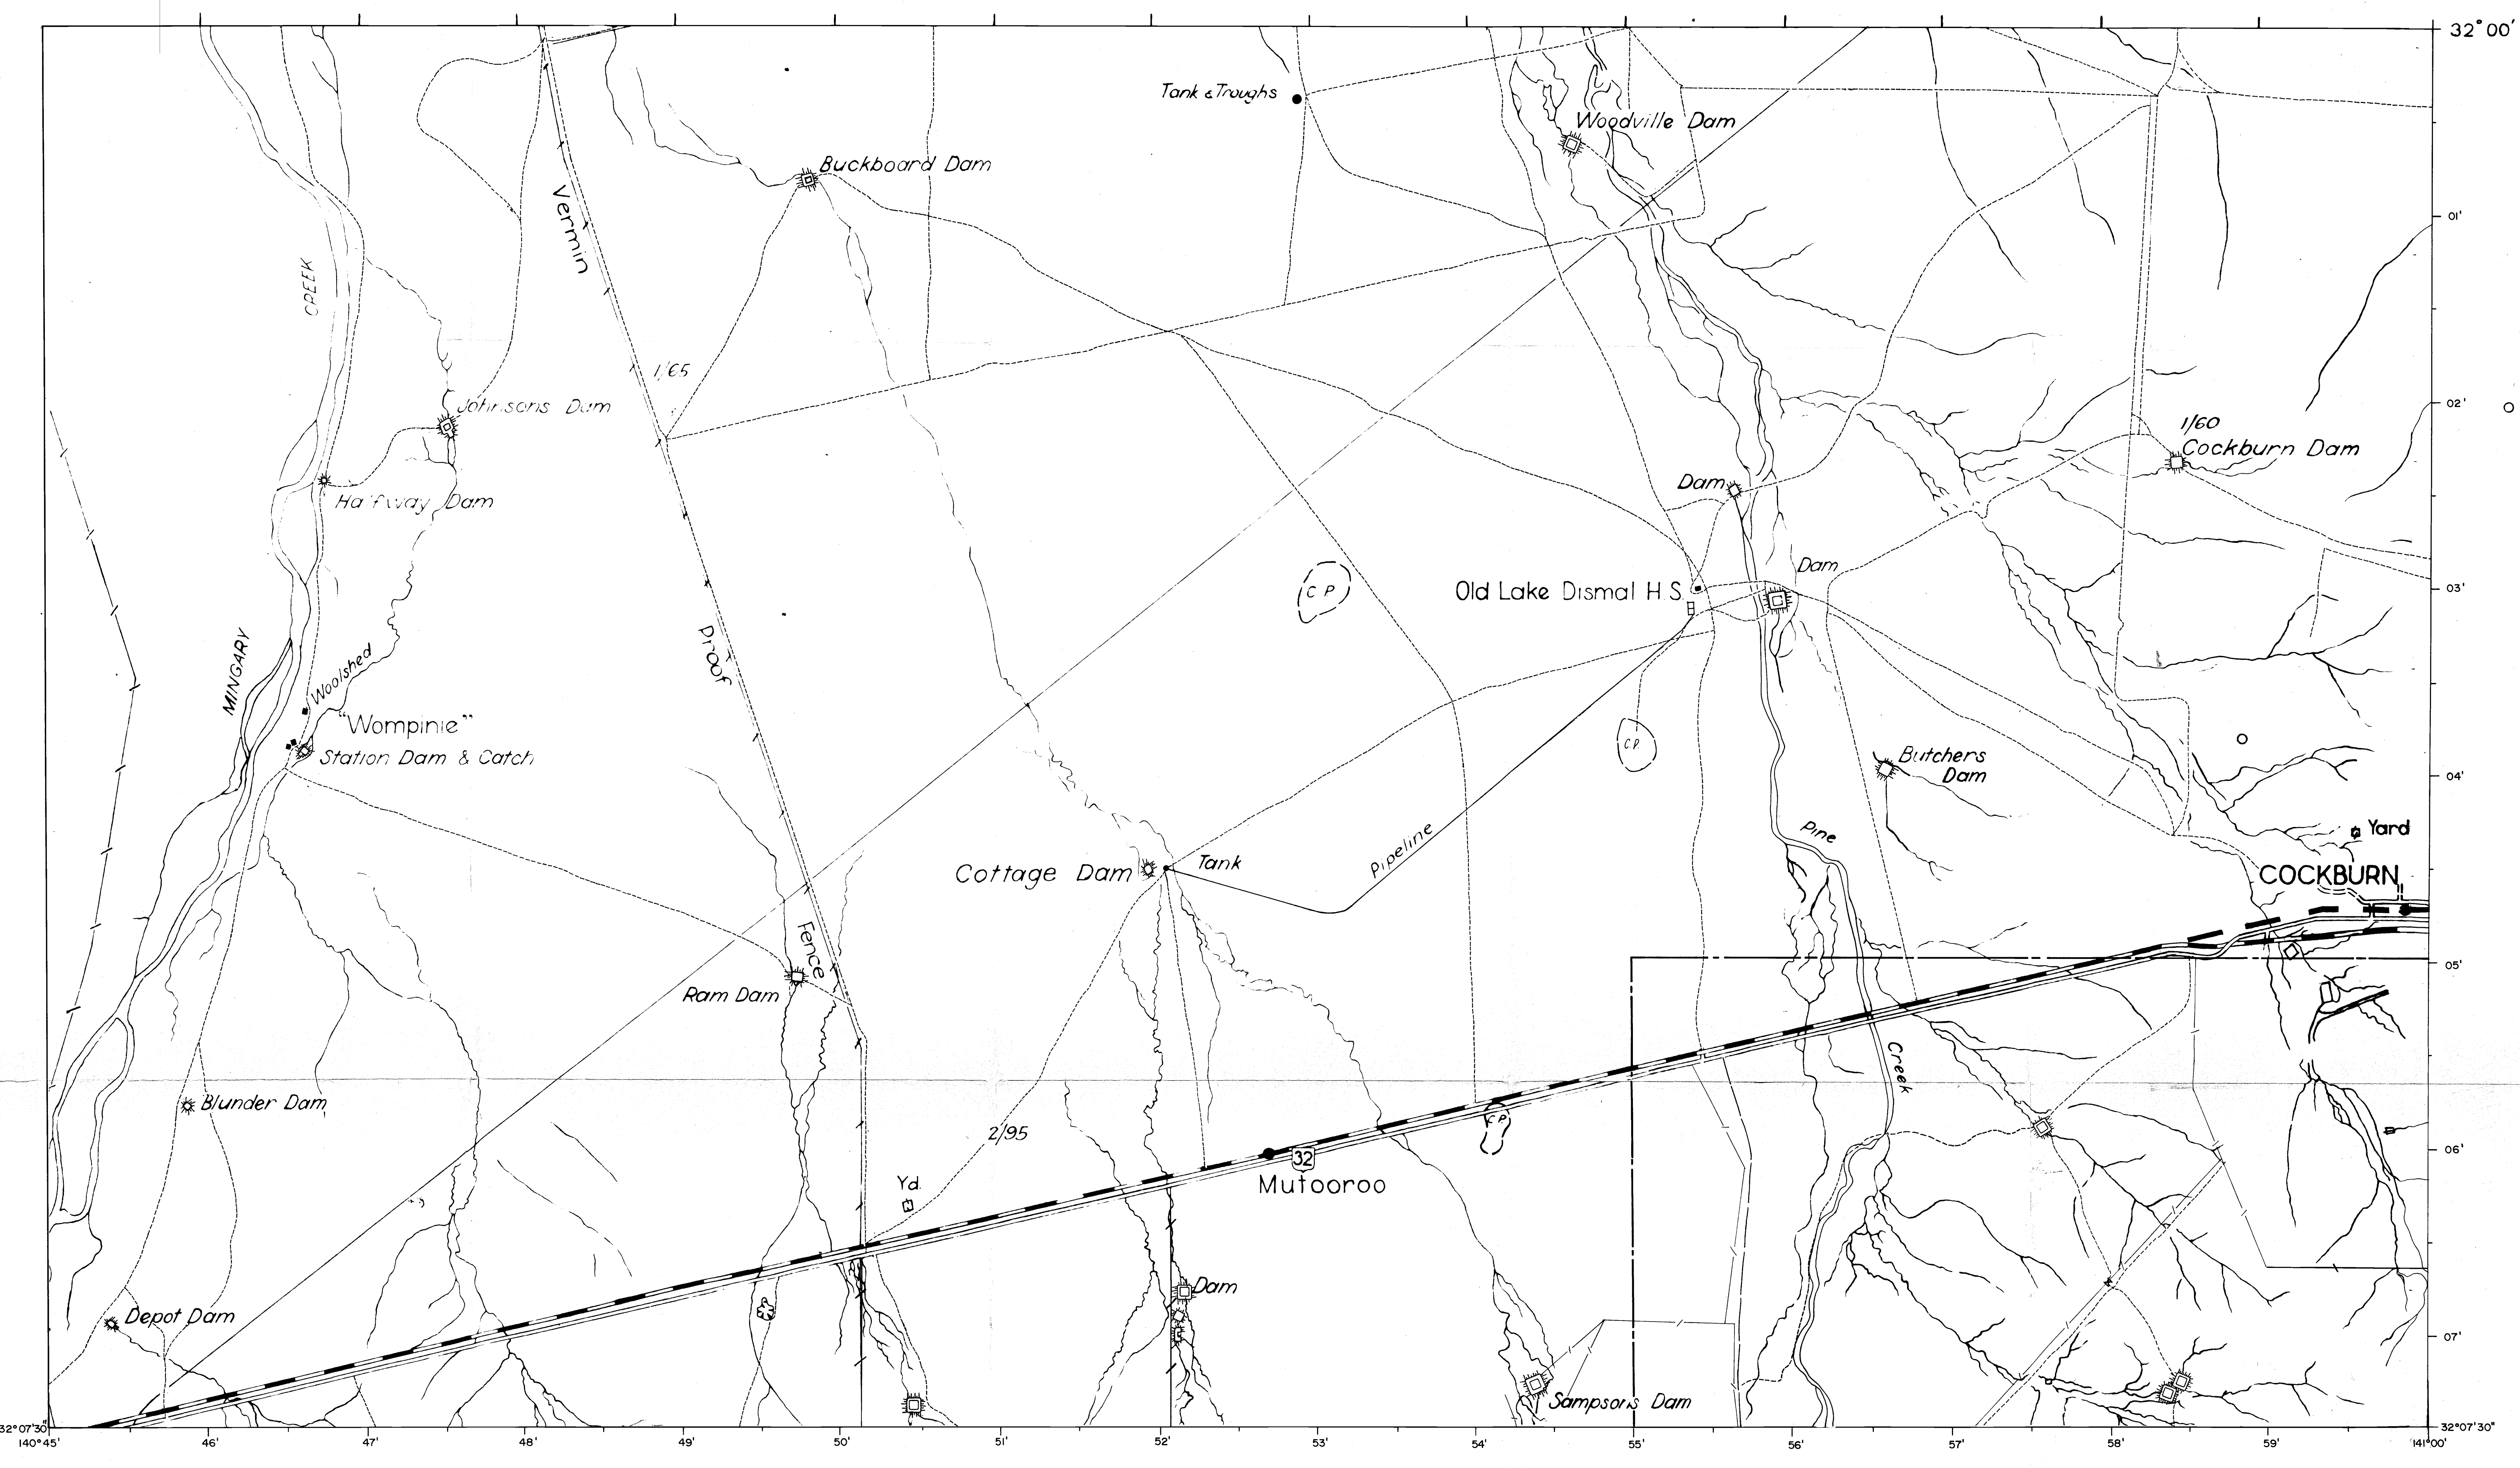 32°00'
Tank & Troughs
Woodville Dam
Buckboard Dam
Vermin
01'
CREEK
1/65
Johnsons Dam
02'
1/60
Cockburn Dam
Halfway Dam
Dam
Dam
Old Lake Dismal H.S.
C P
03'
Proof
MINGARY
Woolshed
"Wompinie"
Station Dam & Catch
C P.
Butchers
Dam
04'
Pine
Yard
Pipeline
Cottage Dam
Tank
COCKBURN
Fence
Ram Dam
05'
Creek
Blunder Dam
2/95
C P
06'
32
Mutooroo
Yd.
Dam
Depot Dam
07'
Sampsons Dam
32°07'30"
32°07'30"
140°45'
46'
47'
48'
49'
50'
51'
52'
53'
54'
55'
56'
57'
58'
59'
141°00'